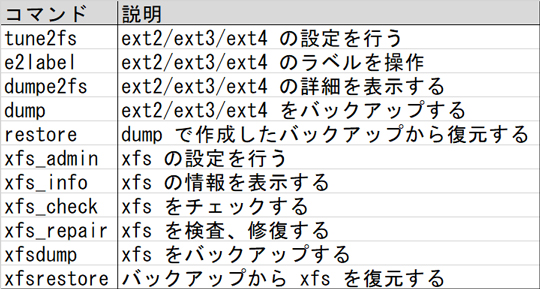 コマンド 説明
tune2fs ext2/ext3/ext4 の設定を行う
e2label ext2/ext3/ext4 のラベルを操作
dumpe2fs ext2/ext3/ext4 の詳細を表示する
dump ext2/ext3/ext4 をバックアップする
restore dump で作成したバックアップから復元する
xfs_admin xfs の設定を行う
xfs_info xfs の情報を表示する
xfs_check xfs をチェックする
xfs_repair xfs を検査、修復する
xfsdump xfs をバックアップする
xfsrestore バックアップから xfs を復元する